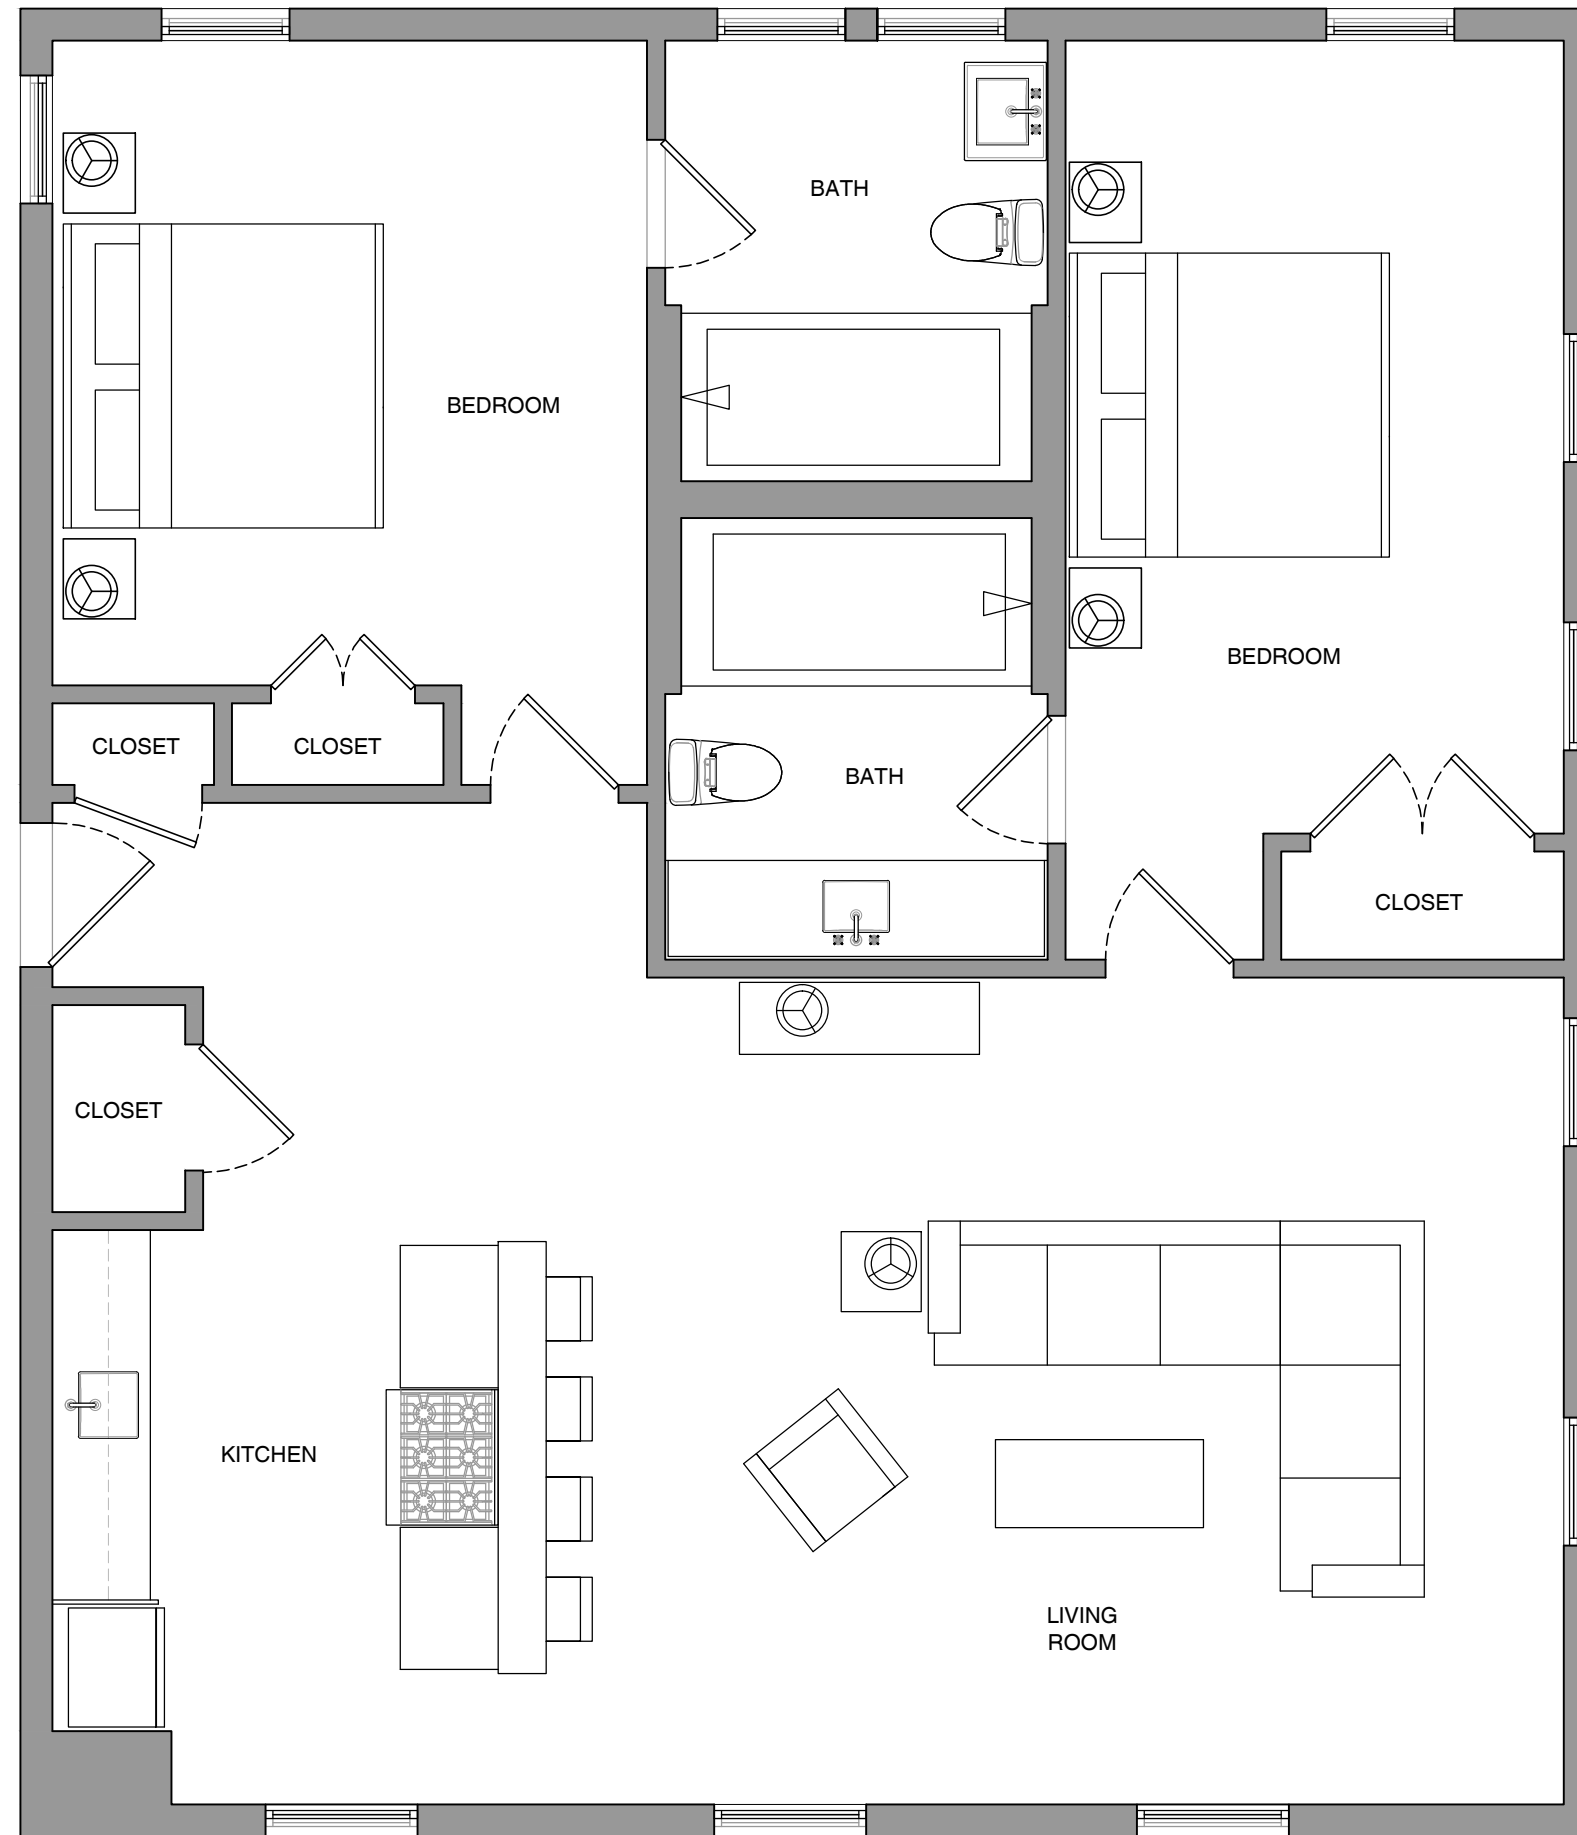 BATH
BEDROOM
BEDROOM
CLOSET
CLOSET
BATH
CLOSET
CLOSET
KITCHEN
LIVING
ROOM